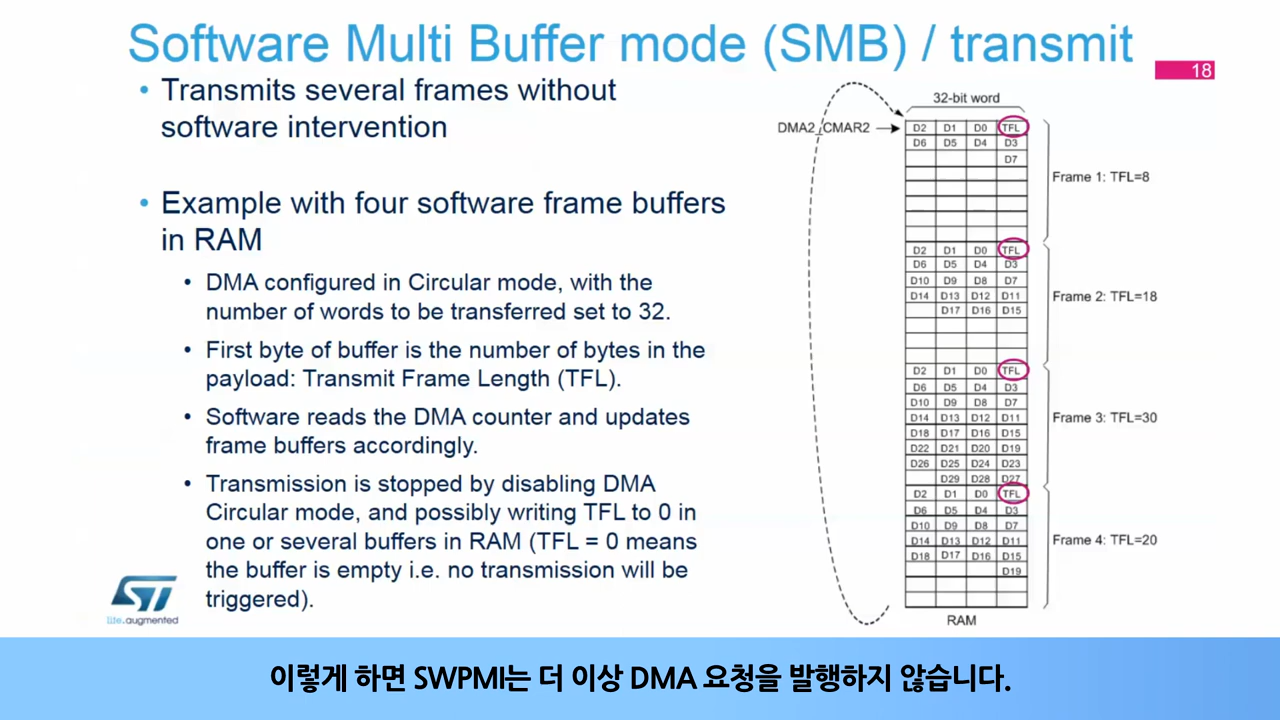 Software Multi Buffer mode (SMB) / transmit
18
• Transmits several frames without
software intervention
• Example with four software frame buffers
in RAM
• DMA configured in Circular mode, with the
number of words to be transferred set to 32.
• First byte of buffer is the number of bytes in the
payload: Transmit Frame Length (TFL).
• Software reads the DMA counter and updates
frame buffers accordingly.
• Transmission is stopped by disabling DMA
Circular mode, and possibly writing TFL to 0 in
one or several buffers in RAM (TFL = 0 means
the buffer is empty i.e. no transmission will be
triggered).
32-bit word
DMA2_CMAR2
D2 D1 D0 TFL
D6 D5 D4 D3
D7
Frame 1: TFL=8
D2 D1 D0 TFL
D6 D5 D4 D3
D10 D9 D8 D7
D14 D13 D12 D11
D17 D16 D15
Frame 2: TFL=18
D2 D1 D0 TFL
D6 D5 D4 D3
D10 D9 D8 D7
D14 D13 D12 D11
D18 D17 D16 D15
D22 D21 D20 D19
D26 D25 D24 D23
D29 D28 D27
Frame 3: TFL=30
D2 D1 D0 TFL
D6 D5 D4 D3
D10 D9 D8 D7
D14 D13 D12 D11
D18 D17 D16 D15
D19
Frame 4: TFL=20
RAM
ST
life.augmented
이렇게 하면 SWPMI는 더 이상 DMA 요청을 발행하지 않습니다.